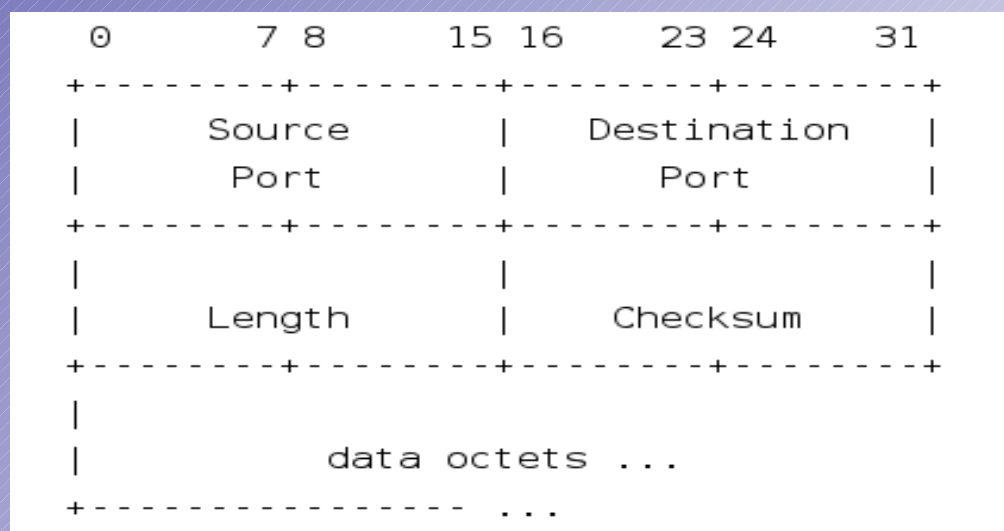 0 7 8 15 16 23 24 31
+--------+--------+--------+--------+
| Source | Destination |
| Port | Port |
+--------+--------+--------+--------+
| | |
| Length | Checksum |
+--------+--------+--------+--------+
|
| data octets ...
+---------------- ...